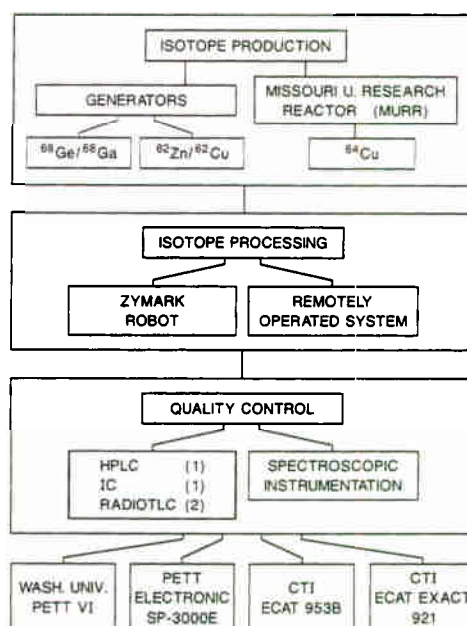 ISOTOPE PRODUCTION
GENERATORS
MISSOURI U. RESEARCH
REACTOR (MURR)
⁶⁸Ge/⁶⁸Ga
⁶²Zn/⁶²Cu
⁶⁴Cu
ISOTOPE PROCESSING
ZYMARK
ROBOT
REMOTELY
OPERATED SYSTEM
QUALITY CONTROL
HPLC (1)
IC (1)
RADIOTLC (2)
SPECTROSCOPIC
INSTRUMENTATION
WASH. UNIV.
PETT VI
PETT
ELECTRONIC
SP-3000E
CTI
ECAT 953B
CTI
ECAT EXACT
921